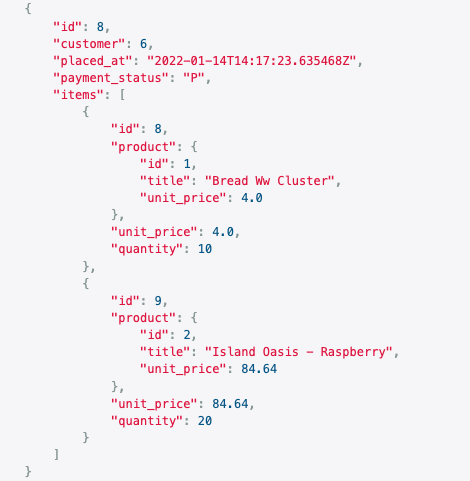 {
    "id": 8,
    "customer": 6,
    "placed_at": "2022-01-14T14:17:23.635468Z",
    "payment_status": "P",
    "items": [
        {
            "id": 8,
            "product": {
                "id": 1,
                "title": "Bread Ww Cluster",
                "unit_price": 4.0
            },
            "unit_price": 4.0,
            "quantity": 10
        },
        {
            "id": 9,
            "product": {
                "id": 2,
                "title": "Island Oasis - Raspberry",
                "unit_price": 84.64
            },
            "unit_price": 84.64,
            "quantity": 20
        }
    ]
}